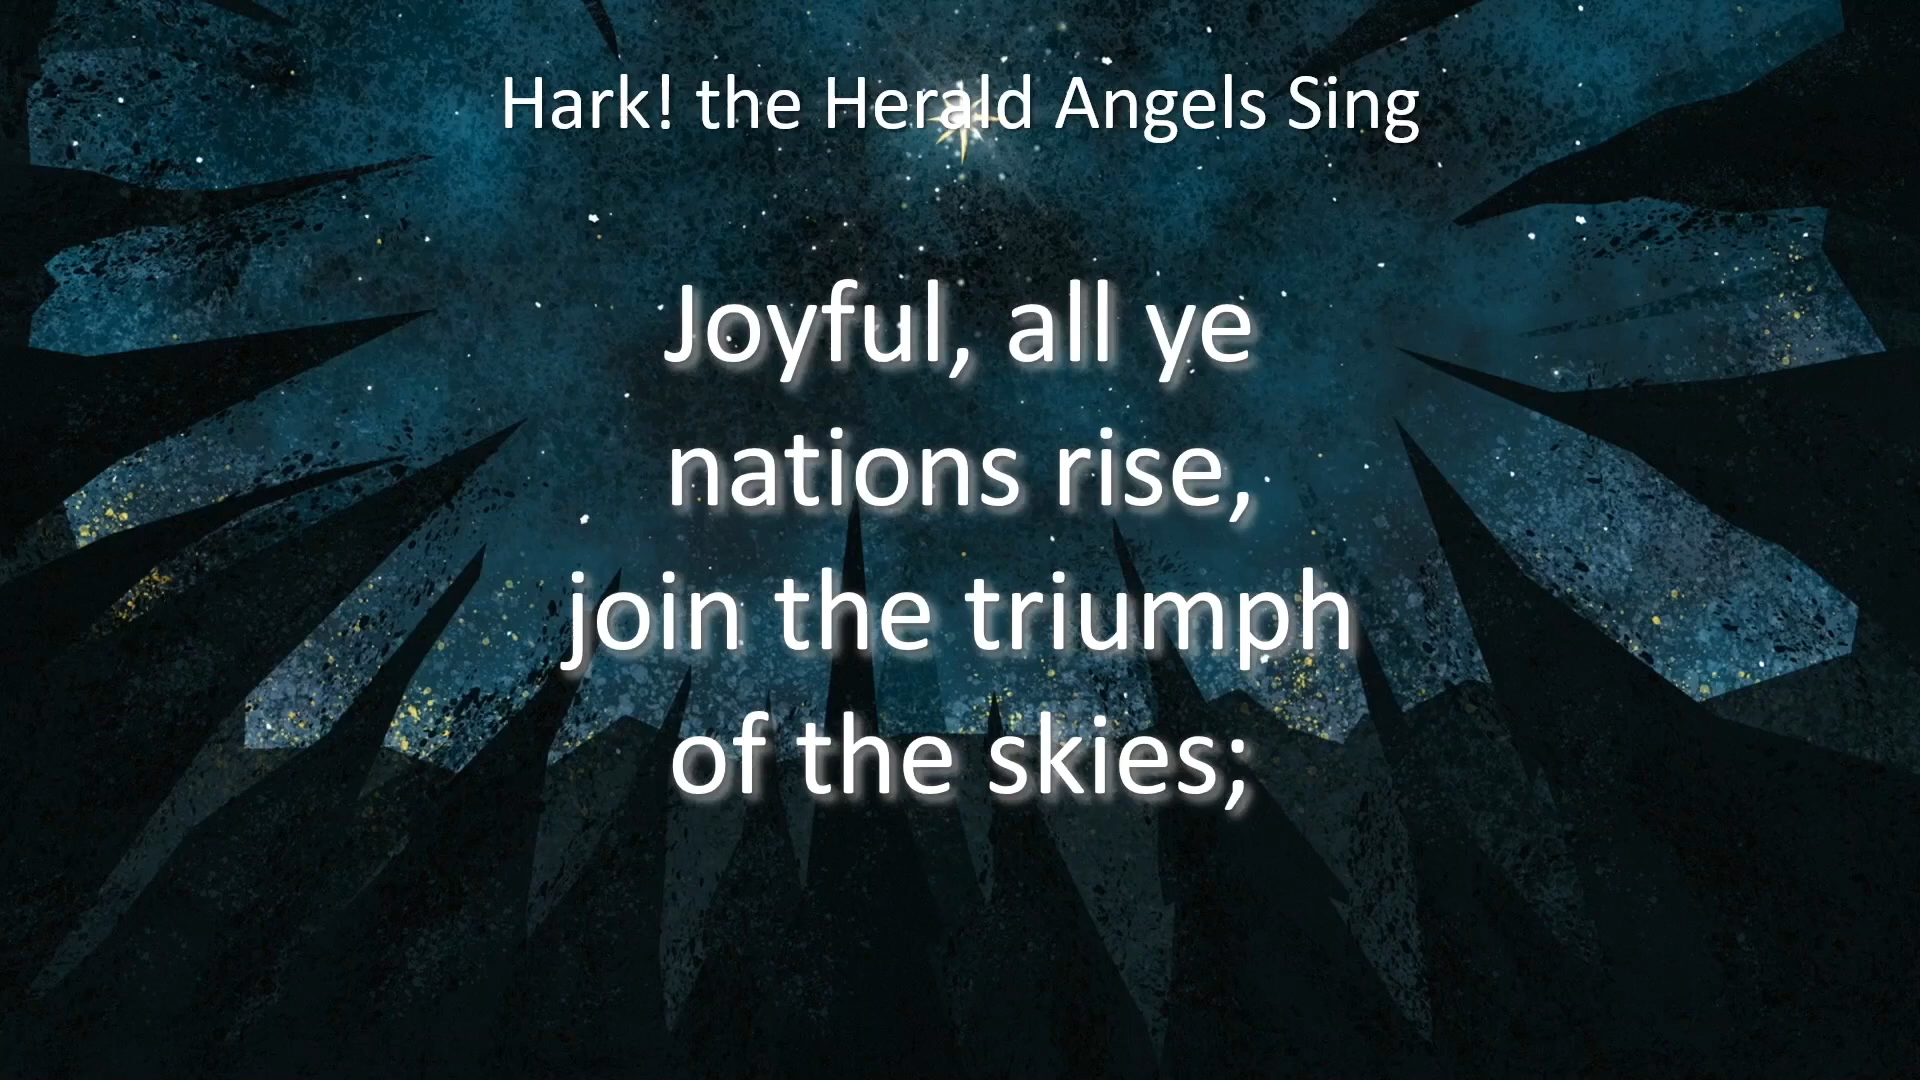 Hark! the Herald Angels Sing
Joyful, all ye
nations rise,
join the triumph
of the skies;